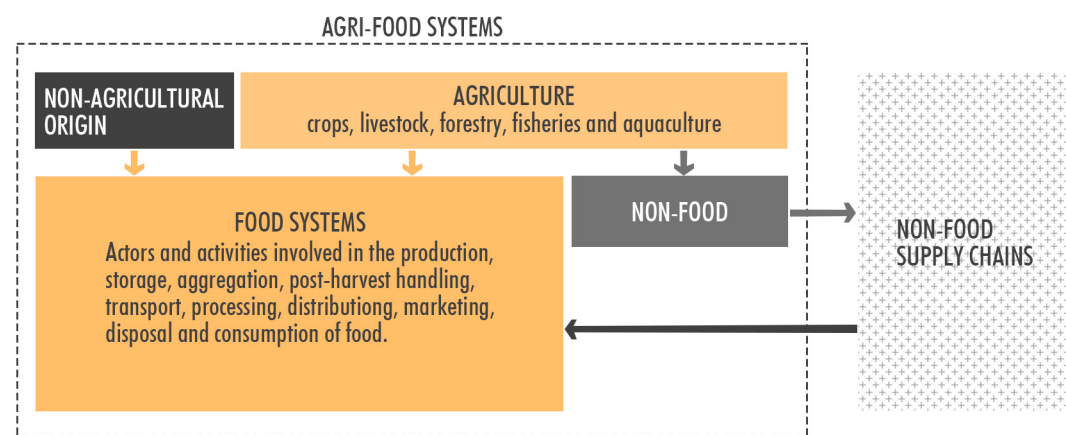 AGRI-FOOD SYSTEMS
NON-AGRICULTURAL
ORIGIN
AGRICULTURE
crops, livestock, forestry, fisheries and aquaculture
FOOD SYSTEMS
Actors and activities involved in the production,
storage, aggregation, post-harvest handling,
transport, processing, distributiong, marketing,
disposal and consumption of food.
NON-FOOD
NON-FOOD
SUPPLY CHAINS